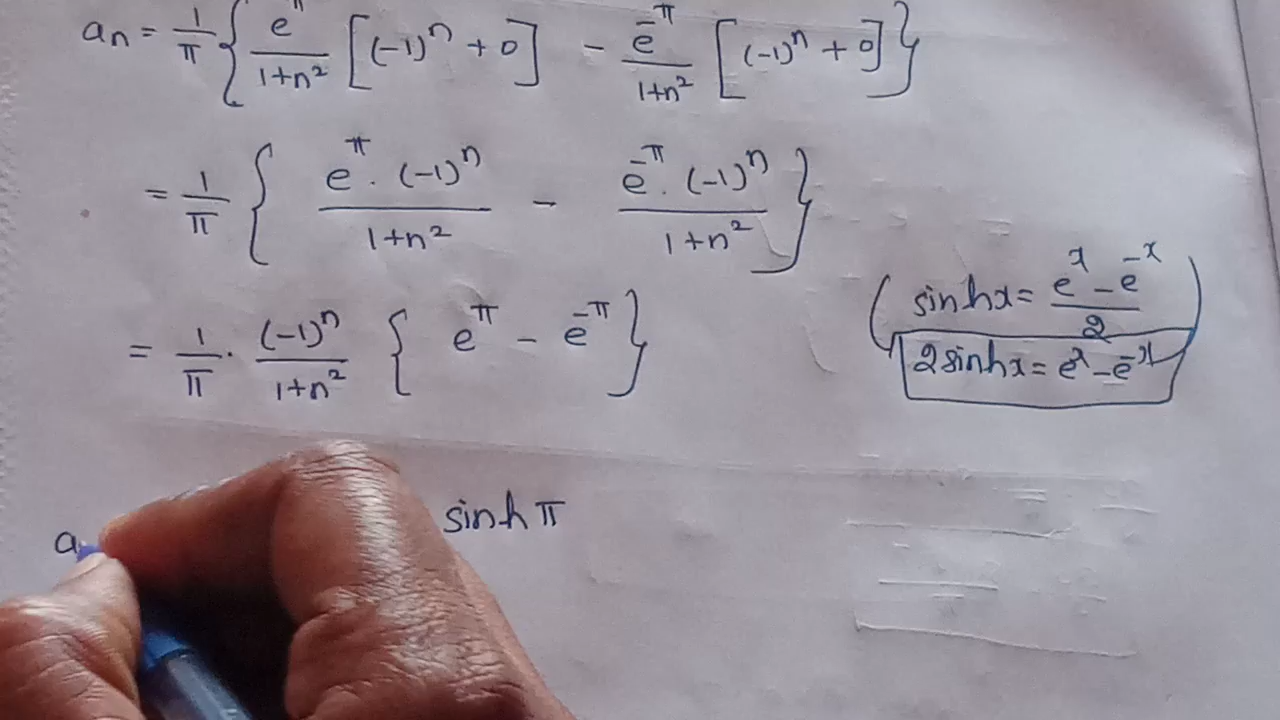 aₙ = 1/π { e^π/(1+n²) [(-1)ⁿ + 0] - e^-π/(1+n²) [(-1)ⁿ + 0] }
= 1/π { e^π · (-1)ⁿ/(1+n²) - e^-π · (-1)ⁿ/(1+n²) }
(sinhx = (e^x - e^-x)/2)
2sinhx = e^x - e^-x
= 1/π · (-1)ⁿ/(1+n²) { e^π - e^-π }
a sinh π